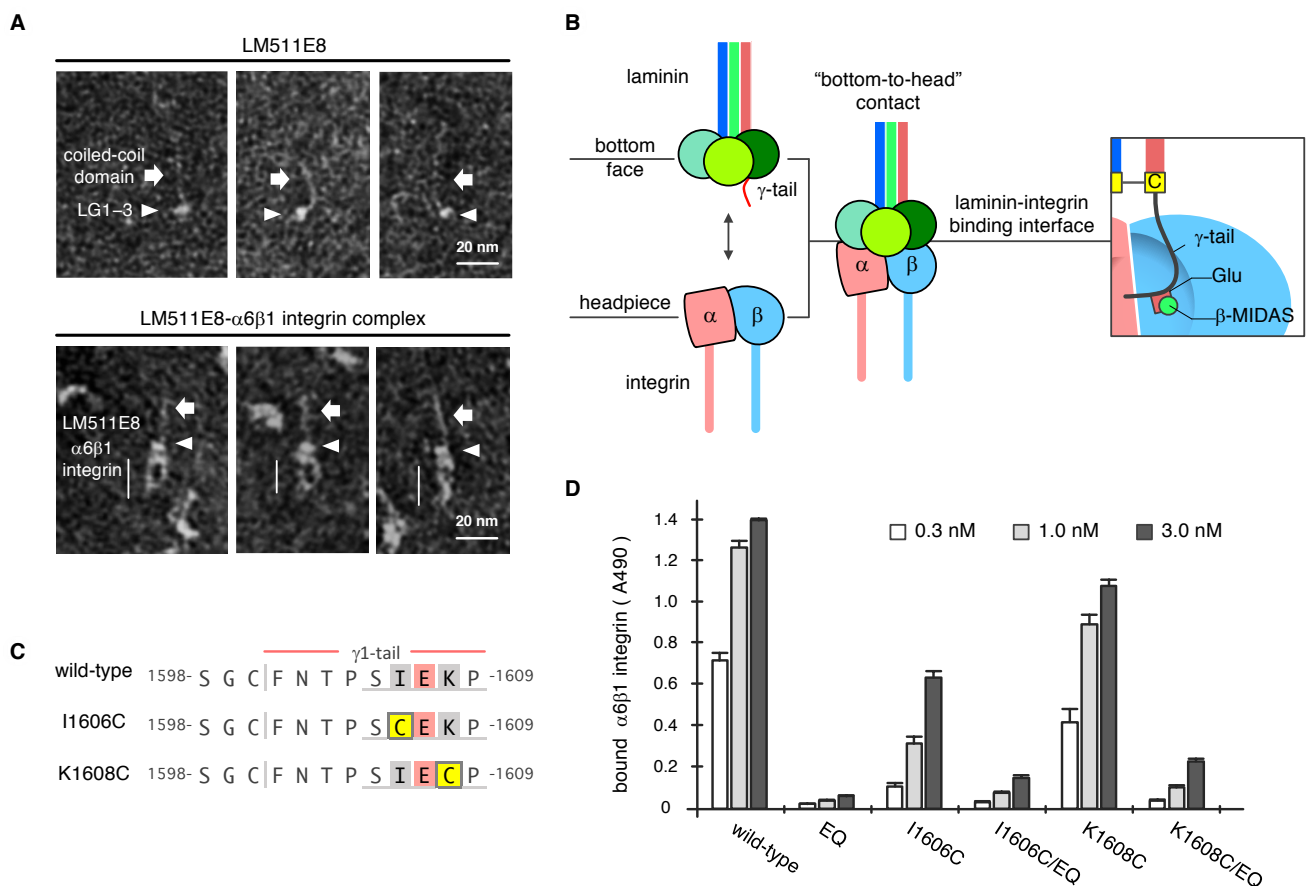 A
LM511E8
coiled-coil
domain
LG1–3
20 nm
LM511E8-α6β1 integrin complex
LM511E8
α6β1
integrin
20 nm
B
laminin
bottom
face
γ-tail
headpiece
α
β
integrin
“bottom-to-head”
contact
α
β
laminin-integrin
binding interface
C
γ-tail
Glu
β-MIDAS
C
γ1-tail
wild-type 1598- S G C F N T P S I E K P -1609
I1606C 1598- S G C F N T P S C E K P -1609
K1608C 1598- S G C F N T P S I E C P -1609
D
0.3 nM 1.0 nM 3.0 nM
bound α6β1 integrin ( A490 )
1.4
1.2
1.0
0.8
0.6
0.4
0.2
0
wild-type
EQ
I1606C
I1606C/EQ
K1608C
K1608C/EQ